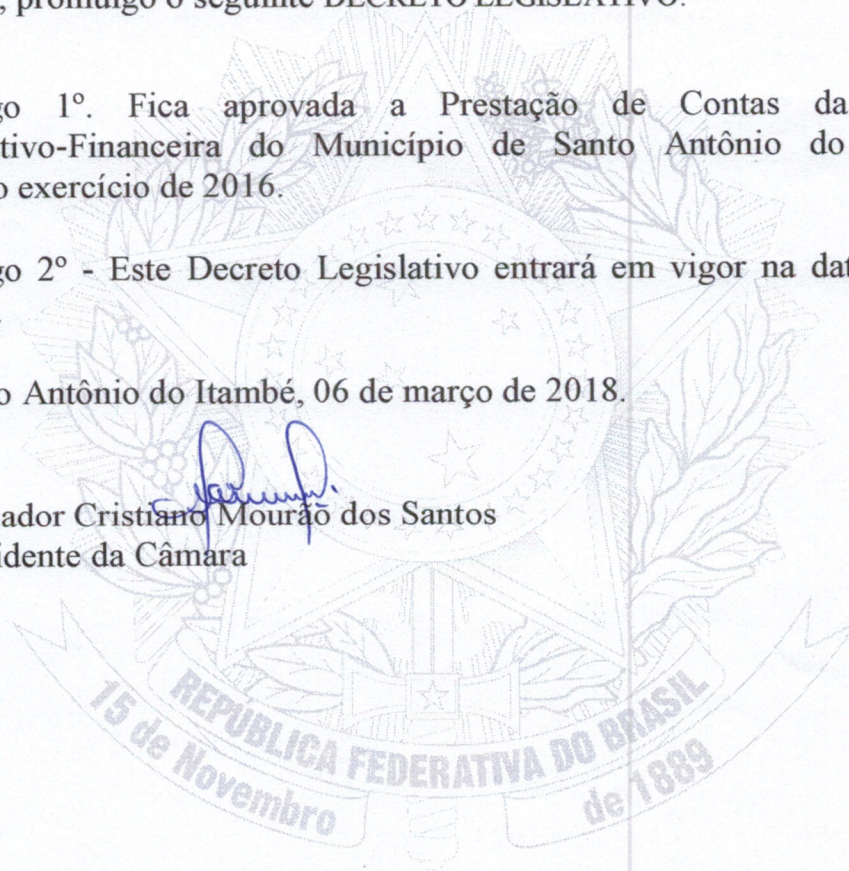 , promulgo o seguinte DECRETO LEGISLATIVO:
go 1º. Fica aprovada a Prestação de Contas da
tivo-Financeira do Município de Santo Antônio do
o exercício de 2016.
go 2º - Este Decreto Legislativo entrará em vigor na dat
o Antônio do Itambé, 06 de março de 2018.
ador Cristiano Mourão dos Santos
idente da Câmara
REPÚBLICA FEDERATIVA DO BRASIL
15 de Novembro de 1889